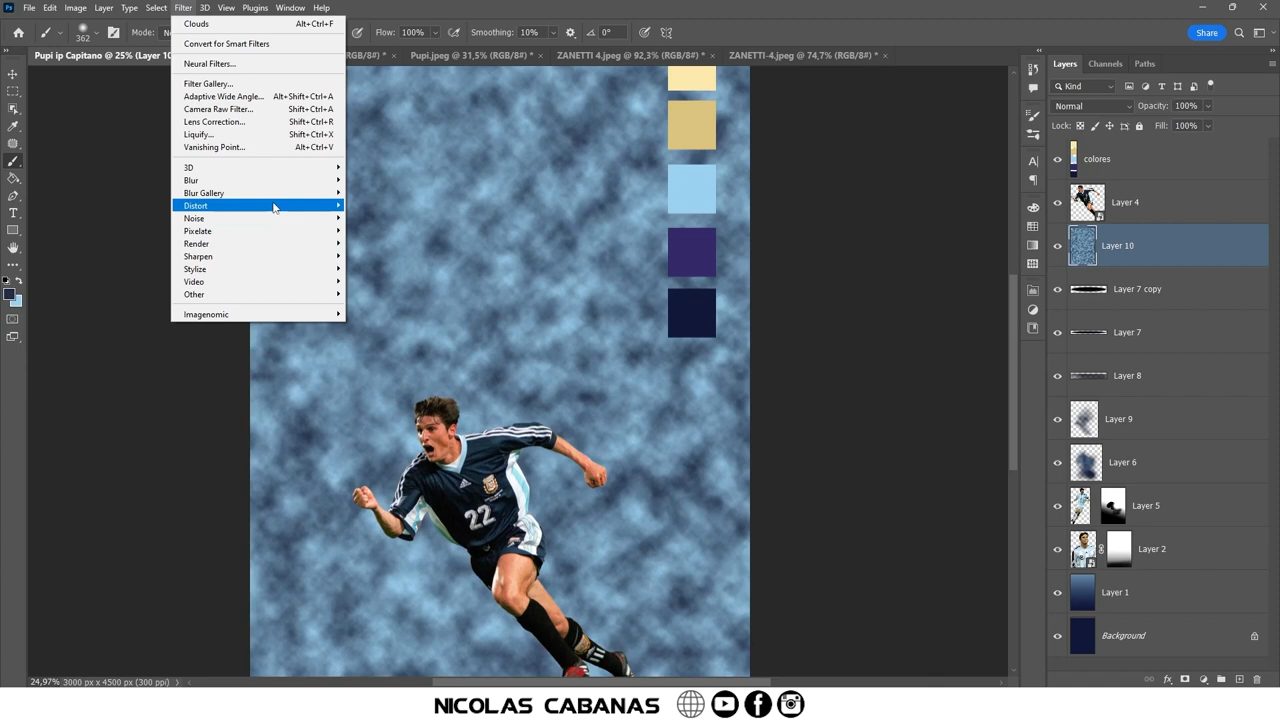 File Edit Image Layer Type Select Filter 3D View Plugins Window Help
362 Mode: Flow: 100% Smoothing: 10% 0° Share
Pupi ip Capitano @ 25% (Layer 10 RGB/8#) * × Pupi.jpeg @ 31,5% (RGB/8#) * × ZANETTI 4.jpeg @ 92,3% (RGB/8#) * × ZANETTI-4.jpeg @ 74,7% (RGB/8#) * ×
Clouds Alt+Ctrl+F
Convert for Smart Filters
Neural Filters...
Filter Gallery...
Adaptive Wide Angle... Alt+Shift+Ctrl+A
Camera Raw Filter... Shift+Ctrl+A
Lens Correction... Shift+Ctrl+R
Liquify... Shift+Ctrl+X
Vanishing Point... Alt+Ctrl+V
3D
Blur
Blur Gallery
Distort
Noise
Pixelate
Render
Sharpen
Stylize
Video
Other
Imagenomic
22
Layers Channels Paths
Kind
Normal Opacity: 100%
Lock: Fill: 100%
colores
Layer 4
Layer 10
Layer 7 copy
Layer 7
Layer 8
Layer 9
Layer 6
Layer 5
Layer 2
Layer 1
Background
24,97% 3000 px x 4500 px (300 ppi)
NICOLAS CABANAS